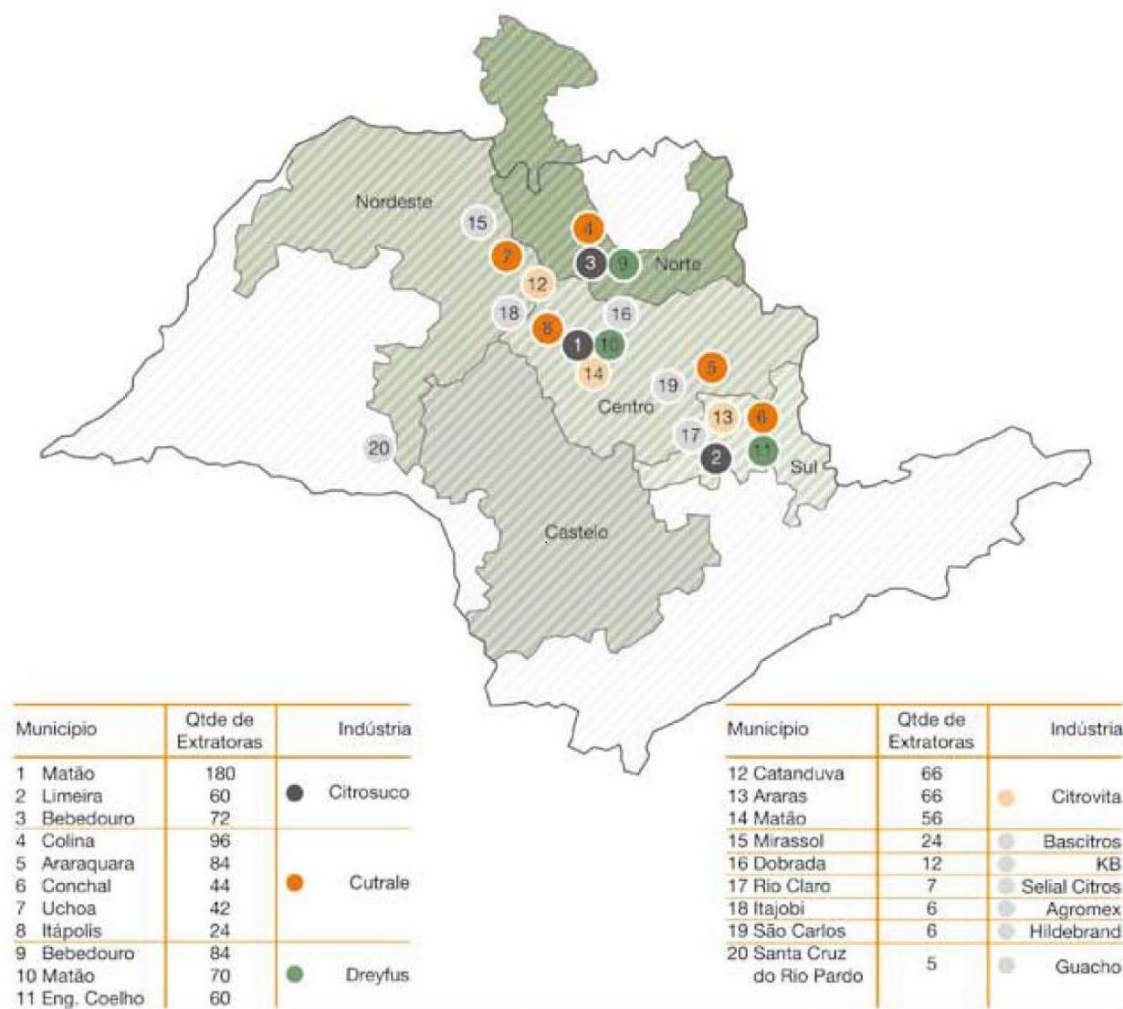 Nordeste
15
4
7
3
9
Norte
12
18
16
8
1
10
14
5
19
Centro
13
6
17
20
2
11
Sul
Castelo
Município Qtde de Extratoras Indústria
1 Matão 180
2 Limeira 60 Citrosuco
3 Bebedouro 72
4 Colina 96
5 Araraquara 84
6 Conchal 44 Cutrale
7 Uchoa 42
8 Itápolis 24
9 Bebedouro 84
10 Matão 70 Dreyfus
11 Eng. Coelho 60
Município Qtde de Extratoras Indústria
12 Catanduva 66
13 Araras 66 Citrovita
14 Matão 56
15 Mirassol 24 Bascitros
16 Dobrada 12 KB
17 Rio Claro 7 Selial Citros
18 Itajobi 6 Agromex
19 São Carlos 6 Hildebrand
20 Santa Cruz
do Rio Pardo 5 Guacho